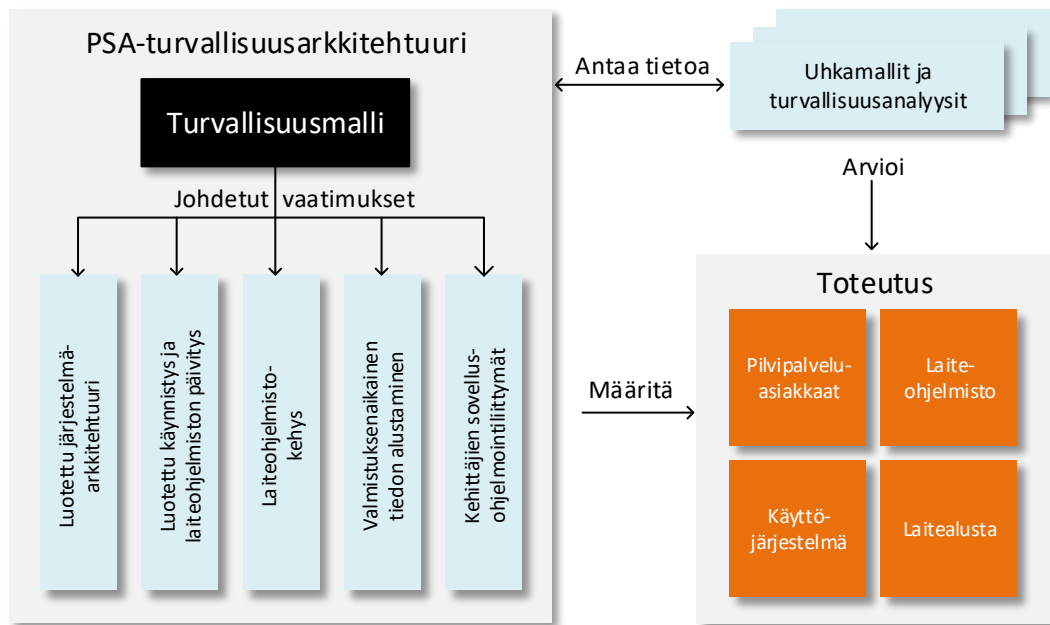 PSA-turvallisuusarkkitehtuuri
Turvallisuusmalli
Johdetut vaatimukset
Luotettu järjestelmä-
arkkitehtuuri
Luotettu käynnistys ja
laiteohjelmiston päivitys
Laiteohjelmisto-
kehys
Valmistuksenaikainen
tiedon alustaminen
Kehittäjien sovellus-
ohjelmointiliittymät
Antaa tietoa
Uhkamallit ja
turvallisuusanalyysit
Arvioi
Määritä
Toteutus
Pilvipalvelu-
asiakkaat
Laite-
ohjelmisto
Käyttö-
järjestelmä
Laitealusta